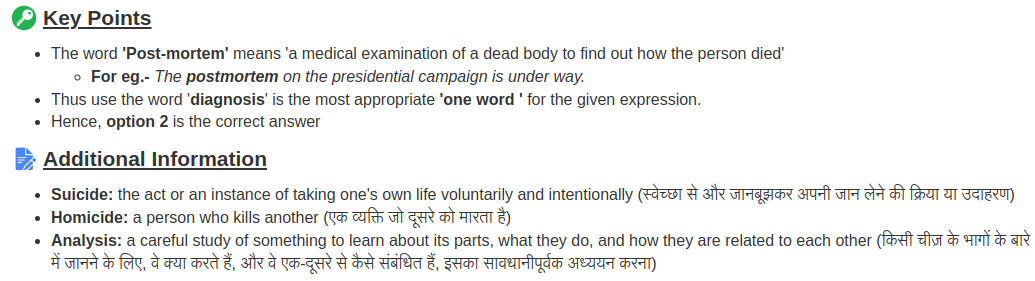 Key Points
The word 'Post-mortem' means 'a medical examination of a dead body to find out how the person died'
For eg.- The postmortem on the presidential campaign is under way.
Thus use the word 'diagnosis' is the most appropriate 'one word ' for the given expression.
Hence, option 2 is the correct answer
Additional Information
Suicide: the act or an instance of taking one's own life voluntarily and intentionally (स्वेच्छा से और जानबूझकर अपनी जान लेने की क्रिया या उदाहरण)
Homicide: a person who kills another (एक व्यक्ति जो दूसरे को मारता है)
Analysis: a careful study of something to learn about its parts, what they do, and how they are related to each other (किसी चीज़ के भागों के बारे
में जानने के लिए, वे क्या करते हैं, और वे एक-दूसरे से कैसे संबंधित हैं, इसका सावधानीपूर्वक अध्ययन करना)